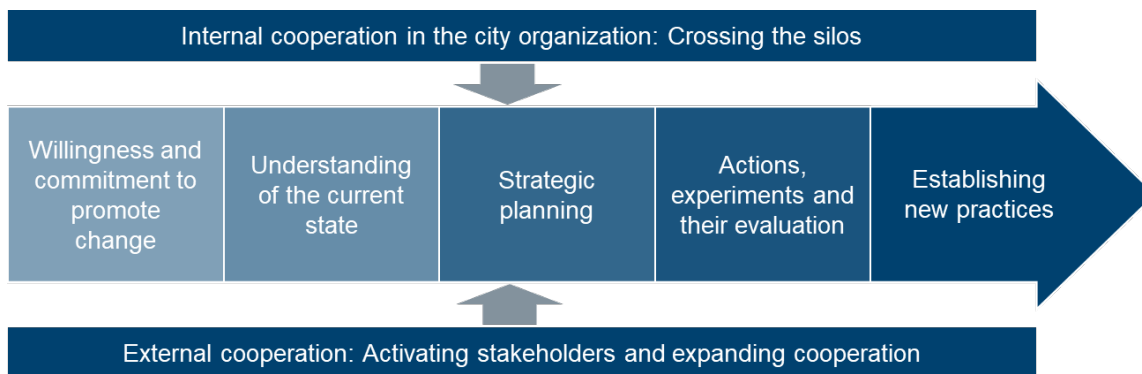 Internal cooperation in the city organization: Crossing the silos
Willingness and
commitment to
promote
change
Understanding
of the current
state
Strategic
planning
Actions,
experiments and
their evaluation
Establishing
new practices
External cooperation: Activating stakeholders and expanding cooperation